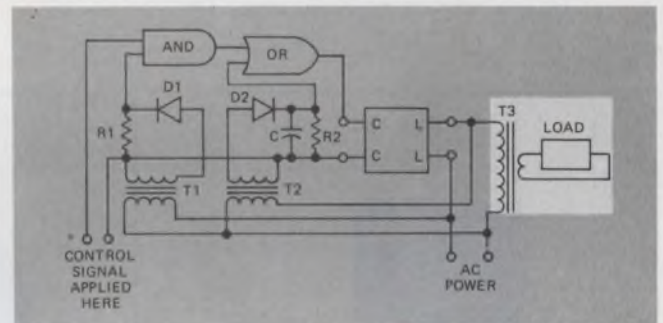 AND
OR
D1
D2
R1
C
R2
C
L
C
L
T1
T2
T3
LOAD
* CONTROL
SIGNAL
APPLIED
HERE
AC
POWER